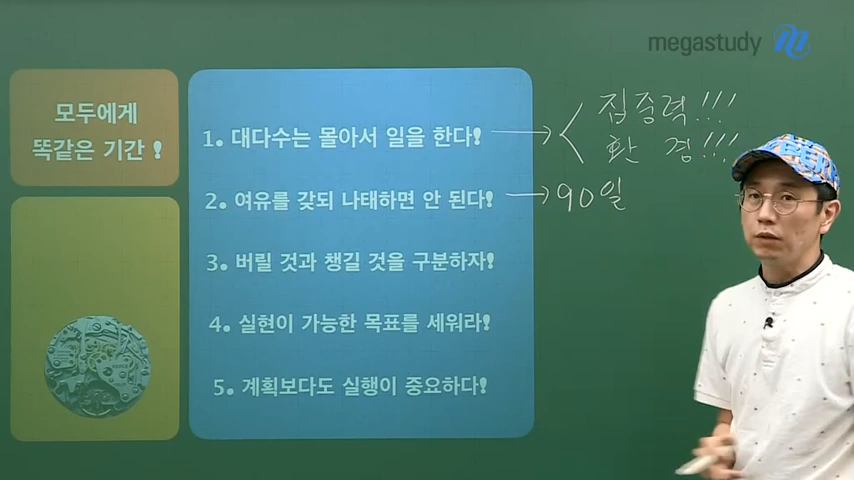 megastudy
모두에게
똑같은 기간 !
1. 대다수는 몰아서 일을 한다!
집중력!!!
환 경!!!
2. 여유를 갖되 나태하면 안 된다!
90일
3. 버릴 것과 챙길 것을 구분하자!
4. 실현이 가능한 목표를 세워라!
5. 계획보다도 실행이 중요하다!